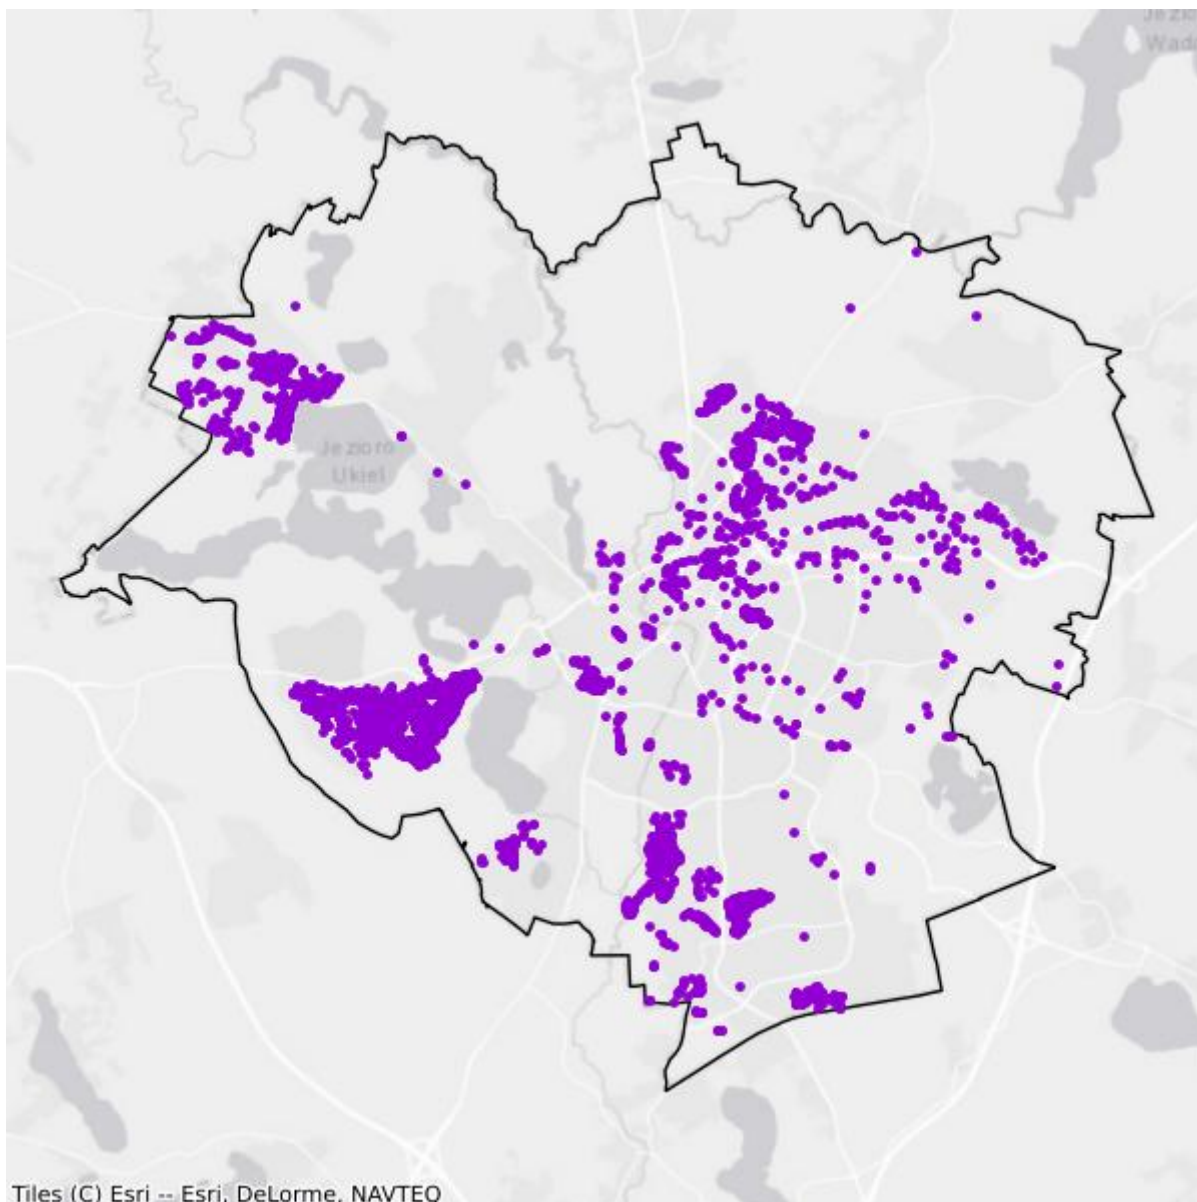 Jezioro
Ukiel
Tiles (C) Esri -- Esri, DeLorme, NAVTEQ